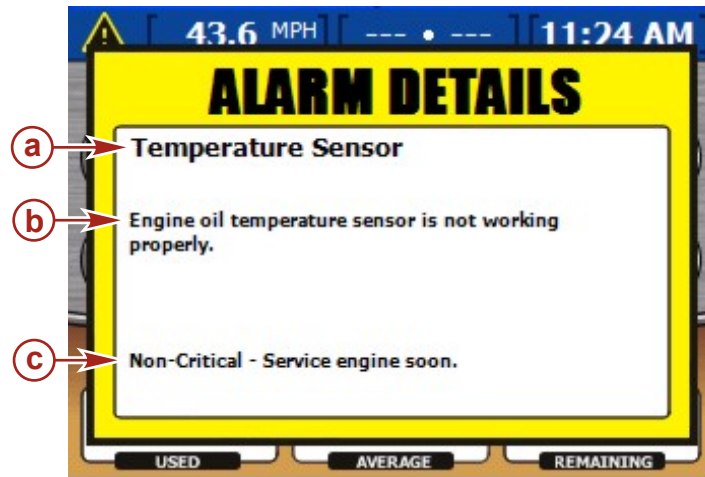 43.6 MPH --- • --- 11:24 AM
ALARM DETAILS
a Temperature Sensor
b Engine oil temperature sensor is not working
properly.
c Non-Critical - Service engine soon.
USED AVERAGE REMAINING